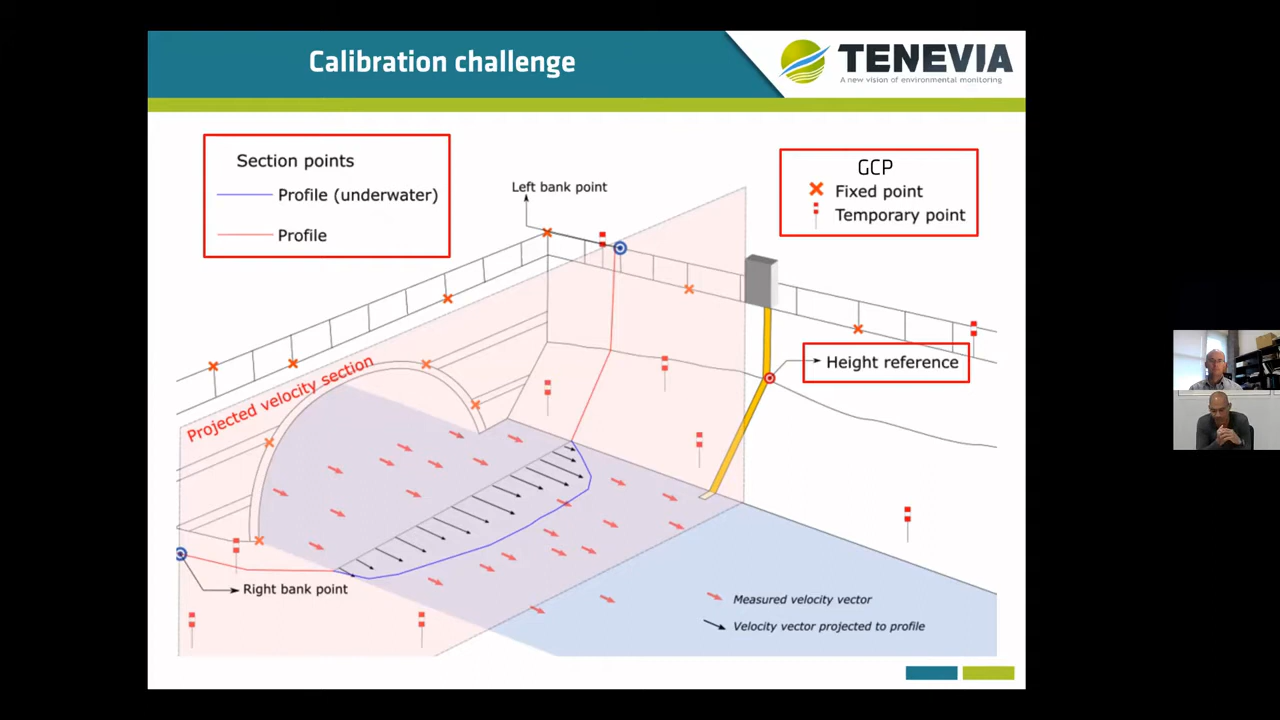 Calibration challenge
TENEVIA
A new vision of environmental monitoring
Section points
Profile (underwater)
Profile
Left bank point
GCP
Fixed point
Temporary point
Height reference
Projected velocity section
Right bank point
Measured velocity vector
Velocity vector projected to profile